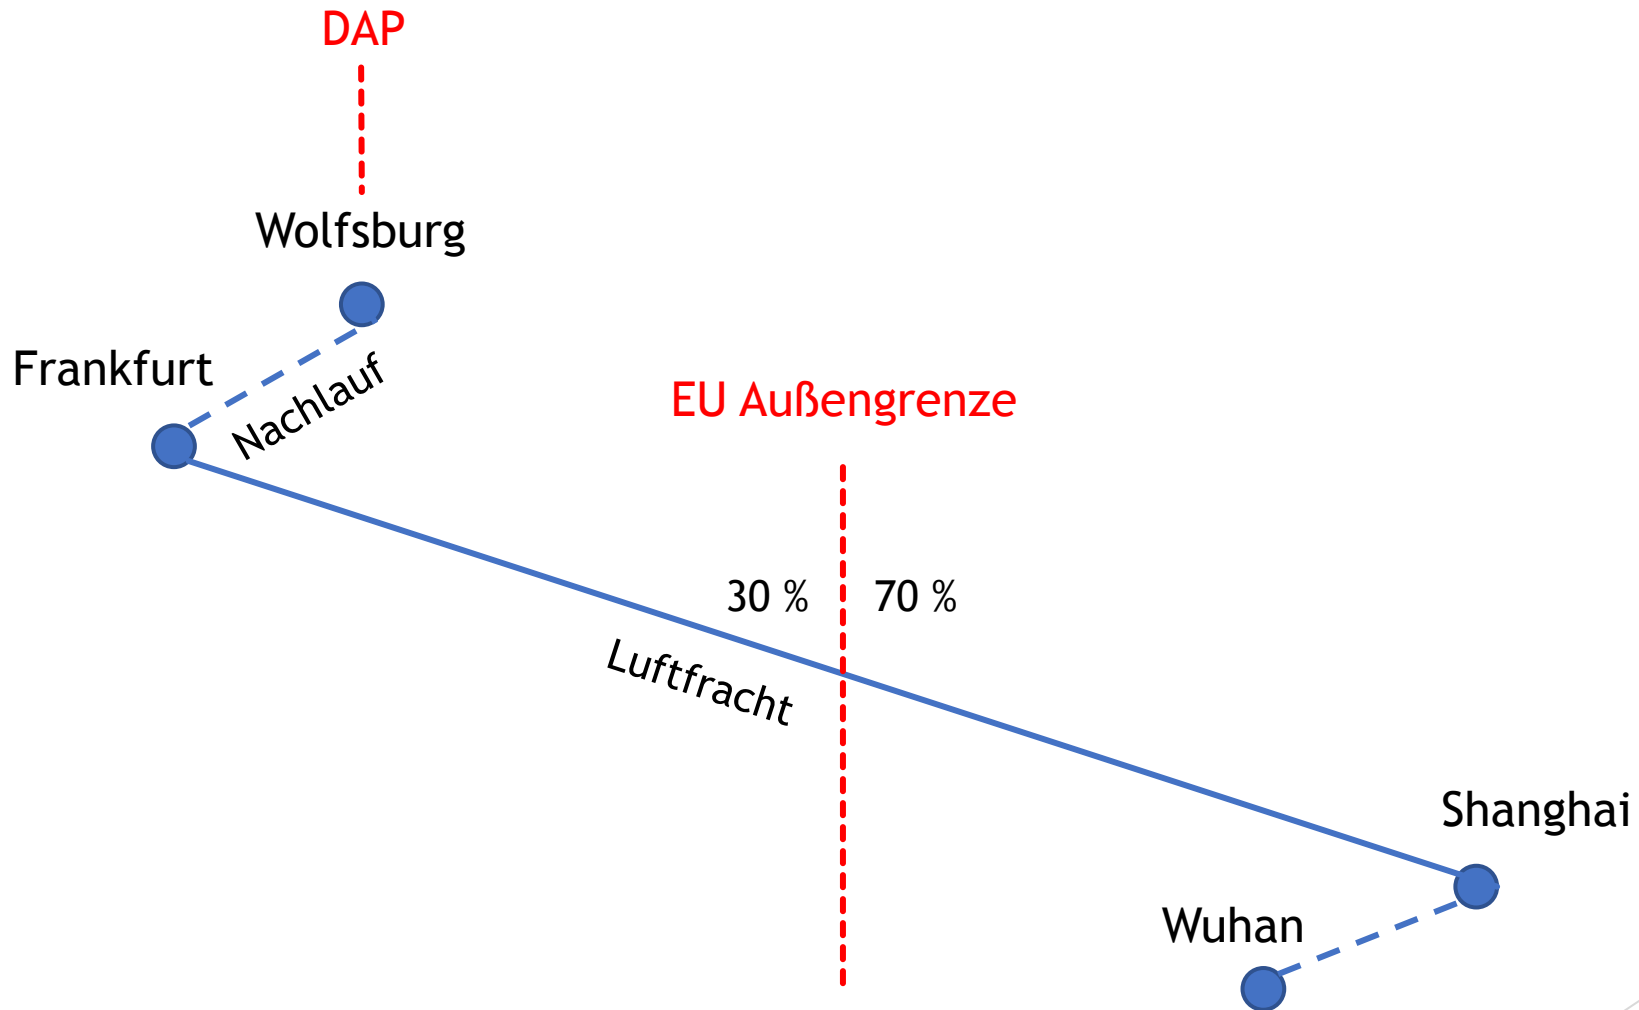 DAP
Wolfsburg
Frankfurt
Nachlauf
EU Außengrenze
30 %
70 %
Luftfracht
Shanghai
Wuhan